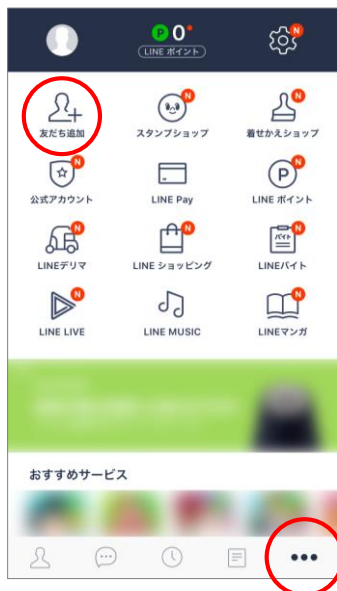 P 0
LINE ポイント
N
友だち追加
N
スタンプショップ
N
着せかえショップ
N
公式アカウント
LINE Pay
P N
LINE ポイント
N
LINEデリマ
N
LINE ショッピング
バイト N
LINEバイト
N
LINE LIVE
LINE MUSIC
N
LINEマンガ
おすすめサービス